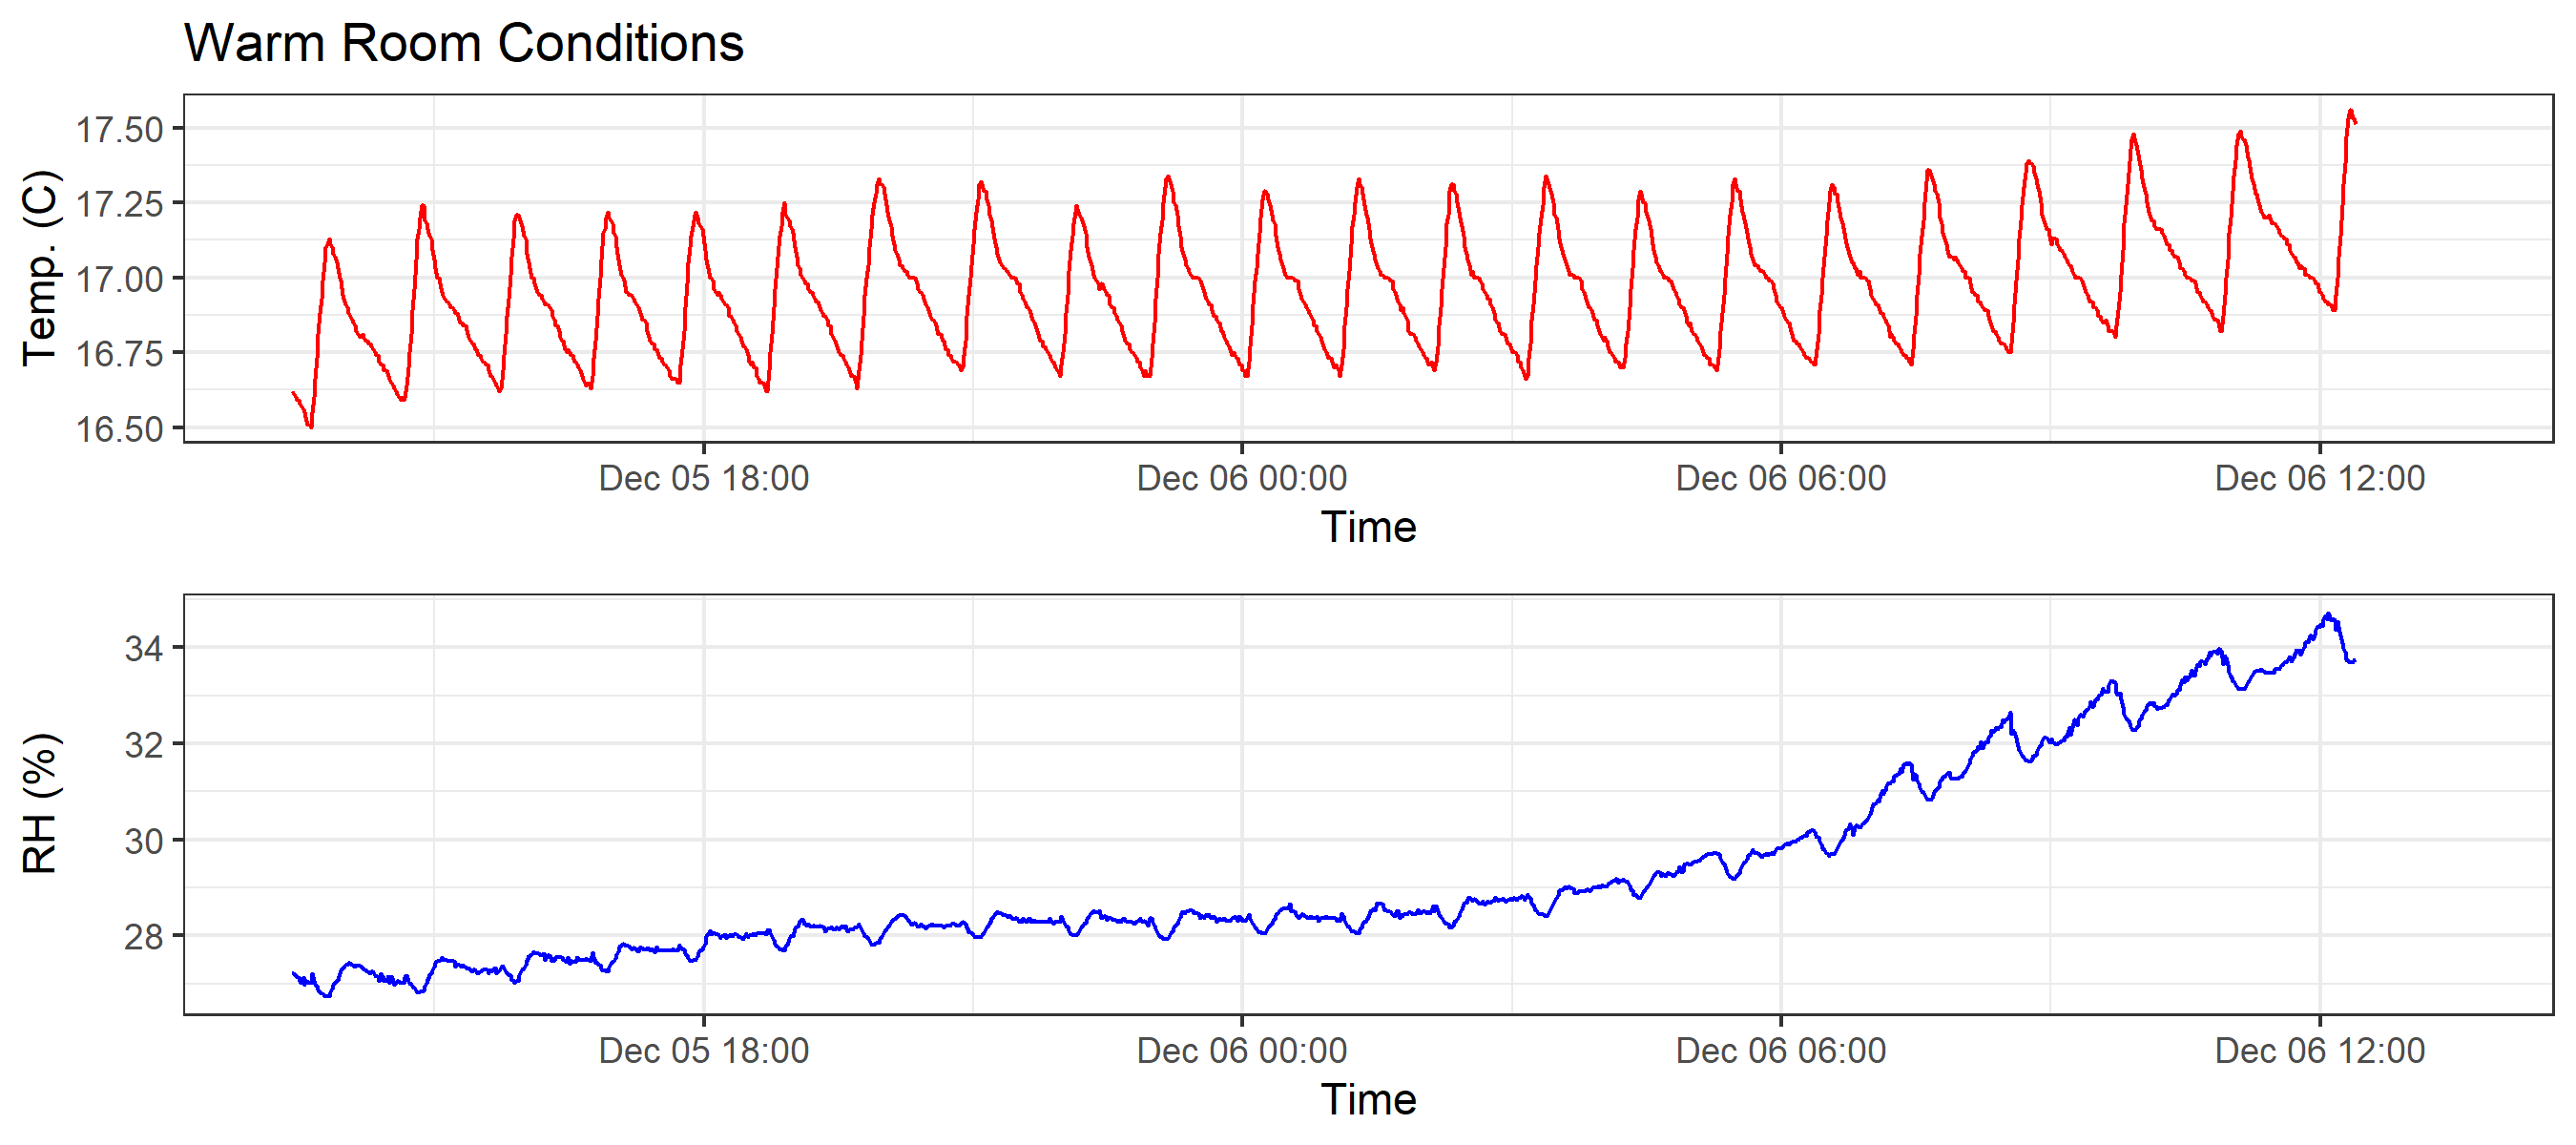 Warm Room Conditions
Temp. (C)
17.50
17.25
17.00
16.75
16.50
Dec 05 18:00 Dec 06 00:00 Dec 06 06:00 Dec 06 12:00
Time
RH (%)
34
32
30
28
Dec 05 18:00 Dec 06 00:00 Dec 06 06:00 Dec 06 12:00
Time